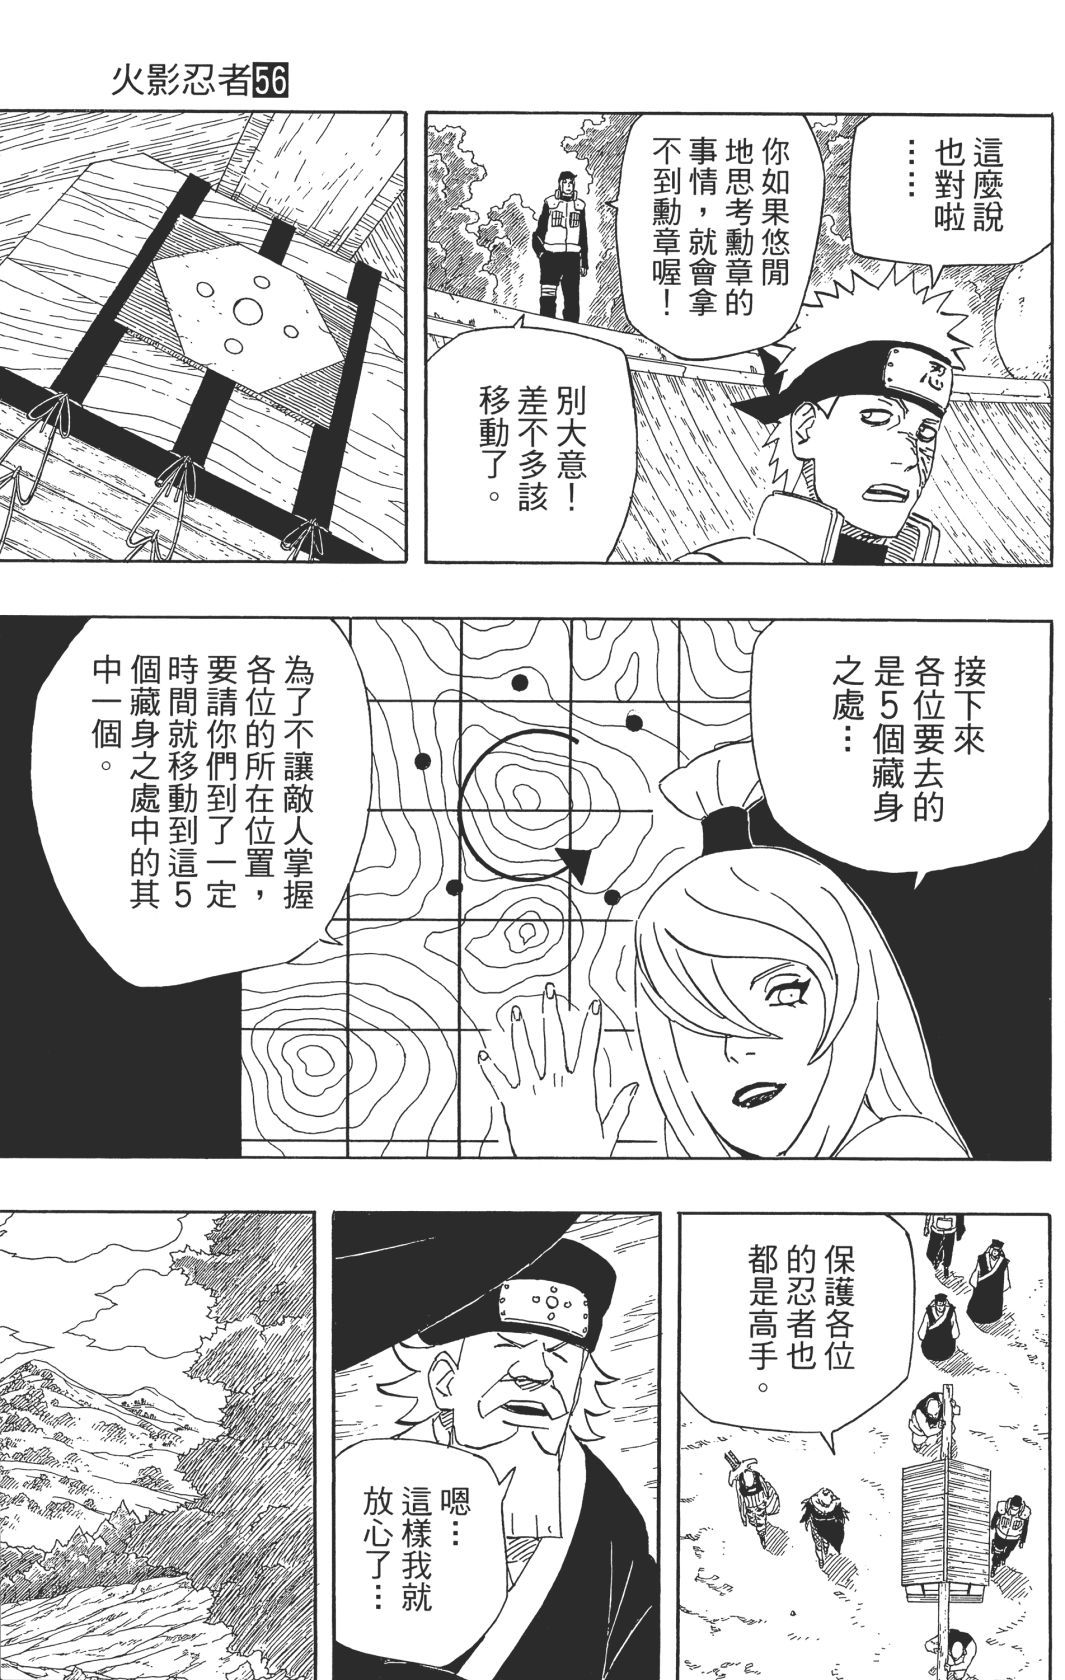 火影忍者56
這麼說
也對啦
……
你如果悠閒
地思考勳章的
事情，就會拿
不到勳章喔！
別大意！
差不多該
移動了。
忍
接下來
各位要去的
是5個藏身
之處…
為了不讓敵人掌握
各位的所在位置，
要請你們到了一定
時間就移動到這5
個藏身之處中的其
中一個。
保護各位
的忍者也
都是高手
。
嗯…
這樣我就
放心了…